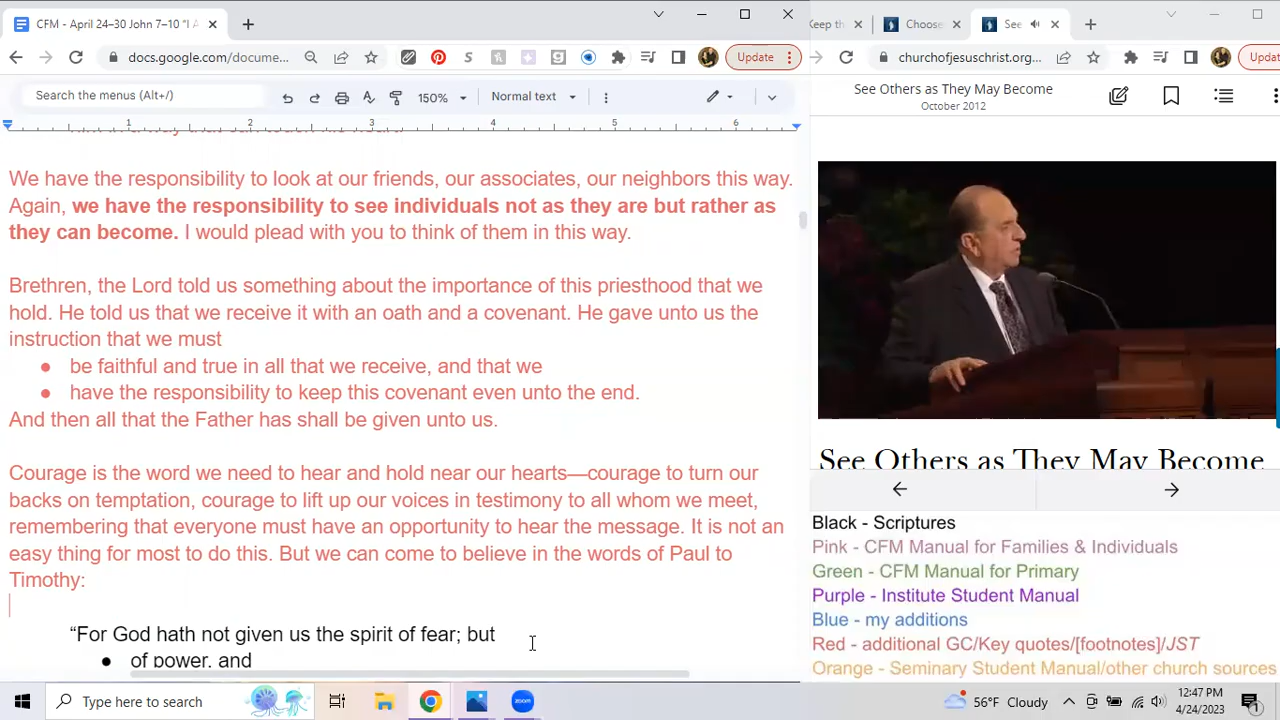 CFM - April 24–30 John 7–10 "I A
docs.google.com/docume...
Update
Search the menus (Alt+/)
150%
Normal text
1 2 3 4 5 6
We have the responsibility to look at our friends, our associates, our neighbors this way.
Again, we have the responsibility to see individuals not as they are but rather as
they can become. I would plead with you to think of them in this way.
Brethren, the Lord told us something about the importance of this priesthood that we
hold. He told us that we receive it with an oath and a covenant. He gave unto us the
instruction that we must
● be faithful and true in all that we receive, and that we
● have the responsibility to keep this covenant even unto the end.
And then all that the Father has shall be given unto us.
Courage is the word we need to hear and hold near our hearts—courage to turn our
backs on temptation, courage to lift up our voices in testimony to all whom we meet,
remembering that everyone must have an opportunity to hear the message. It is not an
easy thing for most to do this. But we can come to believe in the words of Paul to
Timothy:
“For God hath not given us the spirit of fear; but
● of power, and
eep th
Choose
See
churchofjesuschrist.org...
Updat
See Others as They May Become
October 2012
See Others as They May Become
Black - Scriptures
Pink - CFM Manual for Families & Individuals
Green - CFM Manual for Primary
Purple - Institute Student Manual
Blue - my additions
Red - additional GC/Key quotes/[footnotes]/JST
Orange - Seminary Student Manual/other church sources
Type here to search
zoom
56°F Cloudy
12:47 PM
4/24/2023
1